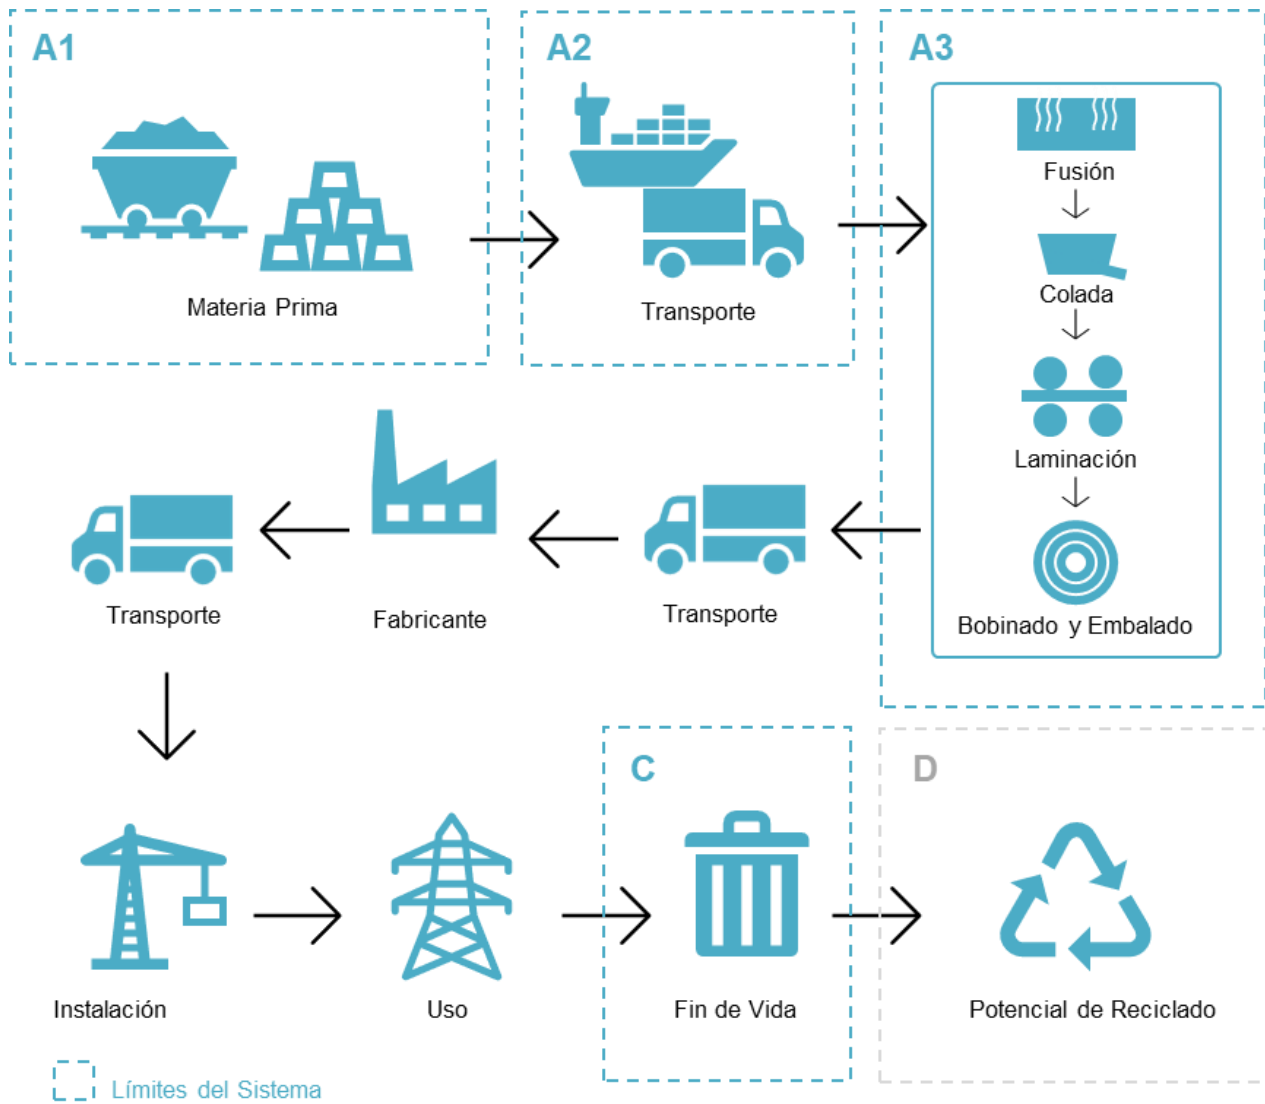 A1
A2
A3
Fusión
Colada
Materia Prima
Transporte
Laminación
Bobinado y Embalado
Transporte
Fabricante
Transporte
C
D
Instalación
Uso
Fin de Vida
Potencial de Reciclado
Límites del Sistema